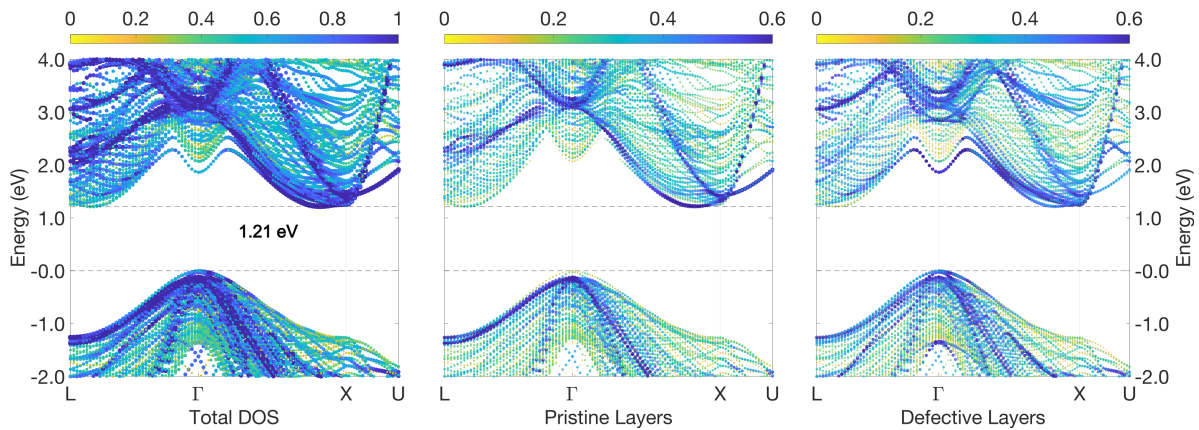 0 0.2 0.4 0.6 0.8 1
0 0.2 0.4 0.6
0 0.2 0.4 0.6
Energy (eV)
4.0
3.0
2.0
1.0
-0.0
-1.0
-2.0
1.21 eV
L Γ X U
Total DOS
L Γ X U
Pristine Layers
L Γ X U
Defective Layers
4.0
3.0
2.0
1.0
-0.0
-1.0
-2.0
Energy (eV)